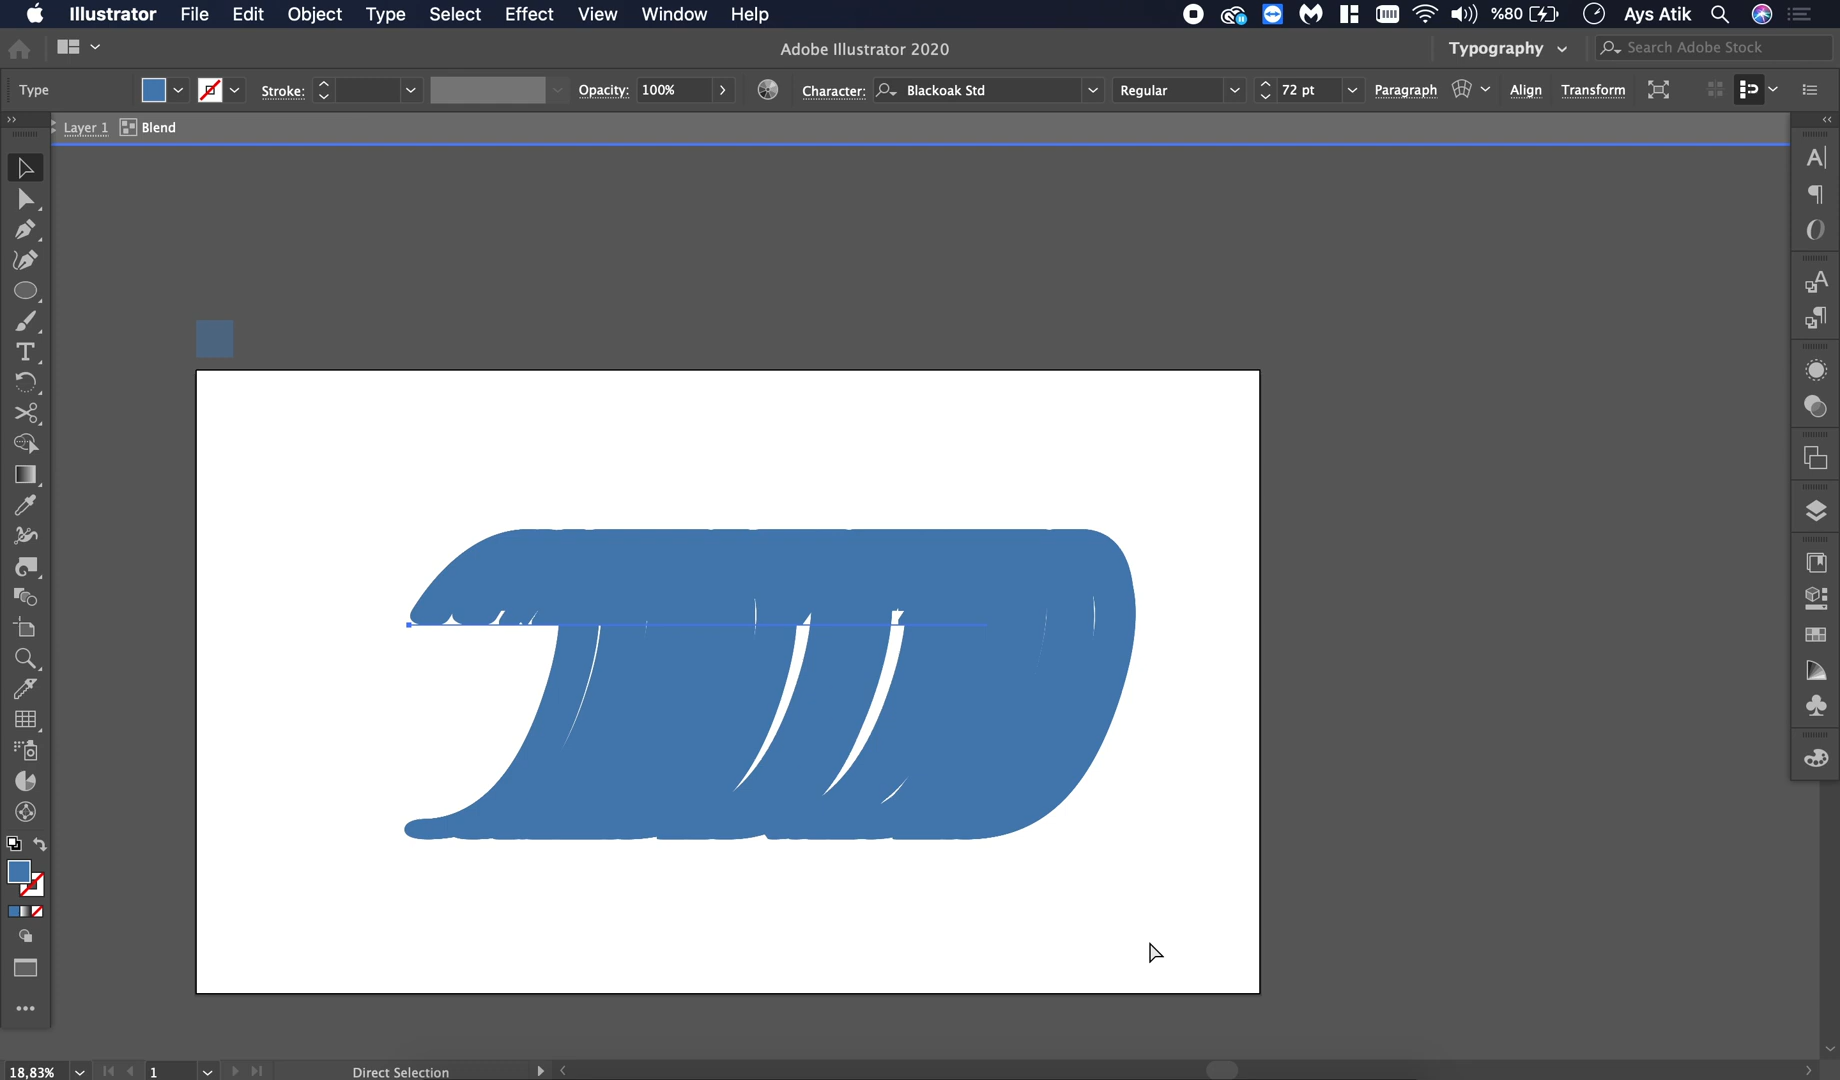 Illustrator File Edit Object Type Select Effect View Window Help %80 Ays Atik
Adobe Illustrator 2020 Typography Search Adobe Stock
Type Stroke: Opacity: 100% Character: Blackoak Std Regular 72 pt Paragraph Align Transform
Layer 1 Blend
18,83% 1 Direct Selection